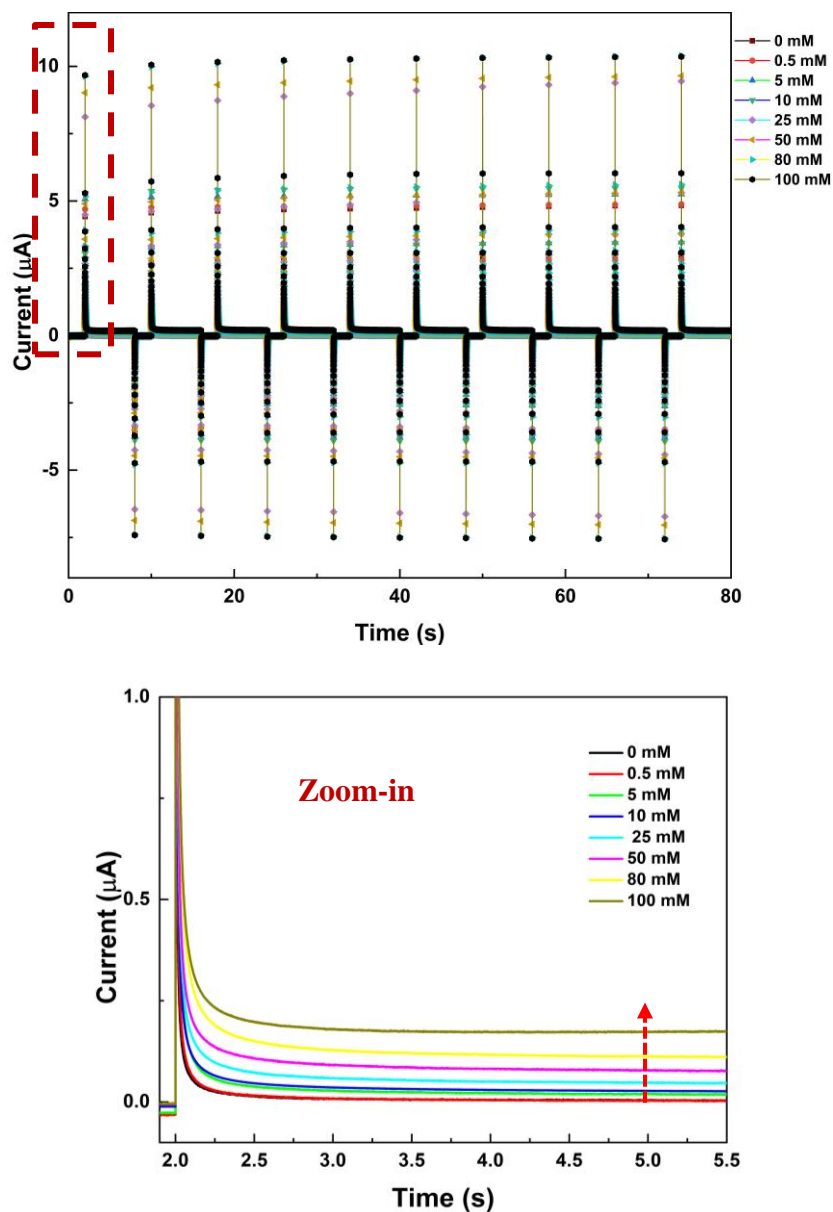 10
5
0
-5
0
20
40
60
80
Current (μA)
Time (s)
0 mM
0.5 mM
5 mM
10 mM
25 mM
50 mM
80 mM
100 mM
1.0
0.5
0.0
2.0
2.5
3.0
3.5
4.0
4.5
5.0
5.5
Current (μA)
Time (s)
Zoom-in
0 mM
0.5 mM
5 mM
10 mM
25 mM
50 mM
80 mM
100 mM